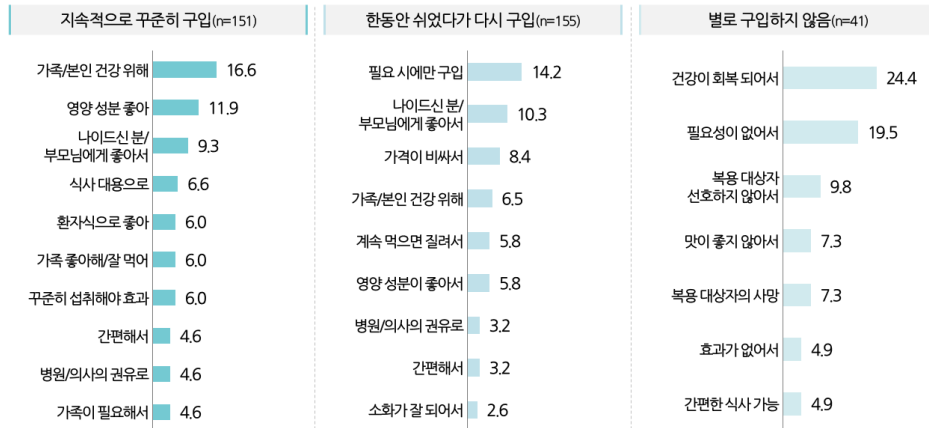 지속적으로 꾸준히 구입(n=151)
가족/본인 건강 위해 16.6
영양 성분 좋아 11.9
나이드신 분/
부모님에게 좋아서 9.3
식사 대용으로 6.6
환자식으로 좋아 6.0
가족 좋아해/잘 먹어 6.0
꾸준히 섭취해야 효과 6.0
간편해서 4.6
병원/의사의 권유로 4.6
가족이 필요해서 4.6
한동안 쉬었다가 다시 구입(n=155)
필요 시에만 구입 14.2
나이드신 분/
부모님에게 좋아서 10.3
가격이 비싸서 8.4
가족/본인 건강 위해 6.5
계속 먹으면 질려서 5.8
영양 성분이 좋아서 5.8
병원/의사의 권유로 3.2
간편해서 3.2
소화가 잘 되어서 2.6
별로 구입하지 않음(n=41)
건강이 회복 되어서 24.4
필요성이 없어서 19.5
복용 대상자
선호하지 않아서 9.8
맛이 좋지 않아서 7.3
복용 대상자의 사망 7.3
효과가 없어서 4.9
간편한 식사 가능 4.9